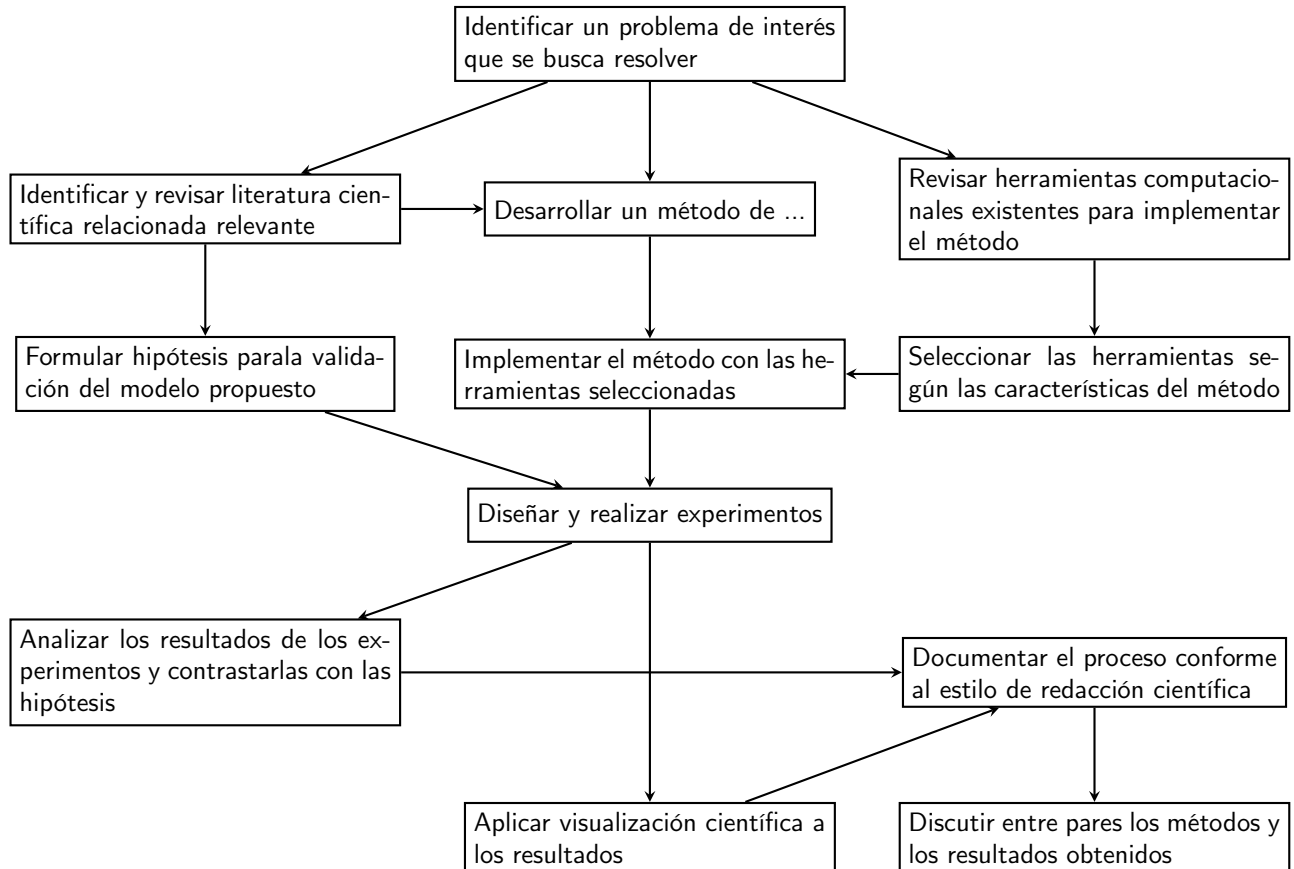 Identificar un problema de interés
que se busca resolver
Identificar y revisar literatura cien-
tífica relacionada relevante
Desarrollar un método de ...
Revisar herramientas computacio-
nales existentes para implementar
el método
Formular hipótesis parala valida-
ación del modelo propuesto
Implementar el método con las he-
rramientas seleccionadas
Seleccionar las herramientas se-
gún las características del método
Diseñar y realizar experimentos
Analizar los resultados de los ex-
perimentos y contrastarlas con las
hipótesis
Documentar el proceso conforme
al estilo de redacción científica
Aplicar visualización científica a
los resultados
Discutir entre pares los métodos y
los resultados obtenidos